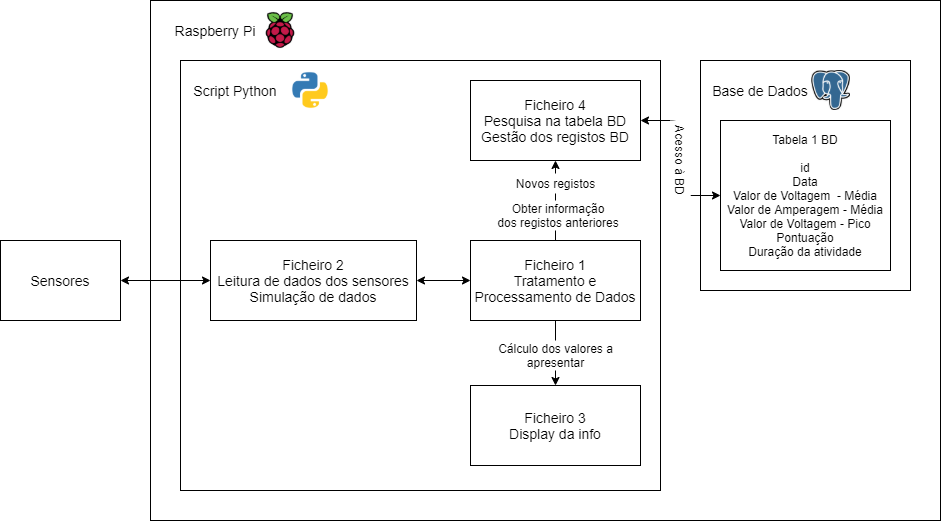 Raspberry Pi
Script Python
Base de Dados
Ficheiro 4
Pesquisa na tabela BD
Gestão dos registos BD
Acesso à BD
Tabela 1 BD
id
Data
Valor de Voltagem - Média
Valor de Amperagem - Média
Valor de Voltagem - Pico
Pontuação
Duração da atividade
Novos registos
Obter informação
dos registos anteriores
Sensores
Ficheiro 2
Leitura de dados dos sensores
Simulação de dados
Ficheiro 1
Tratamento e
Processamento de Dados
Cálculo dos valores a
apresentar
Ficheiro 3
Display da info